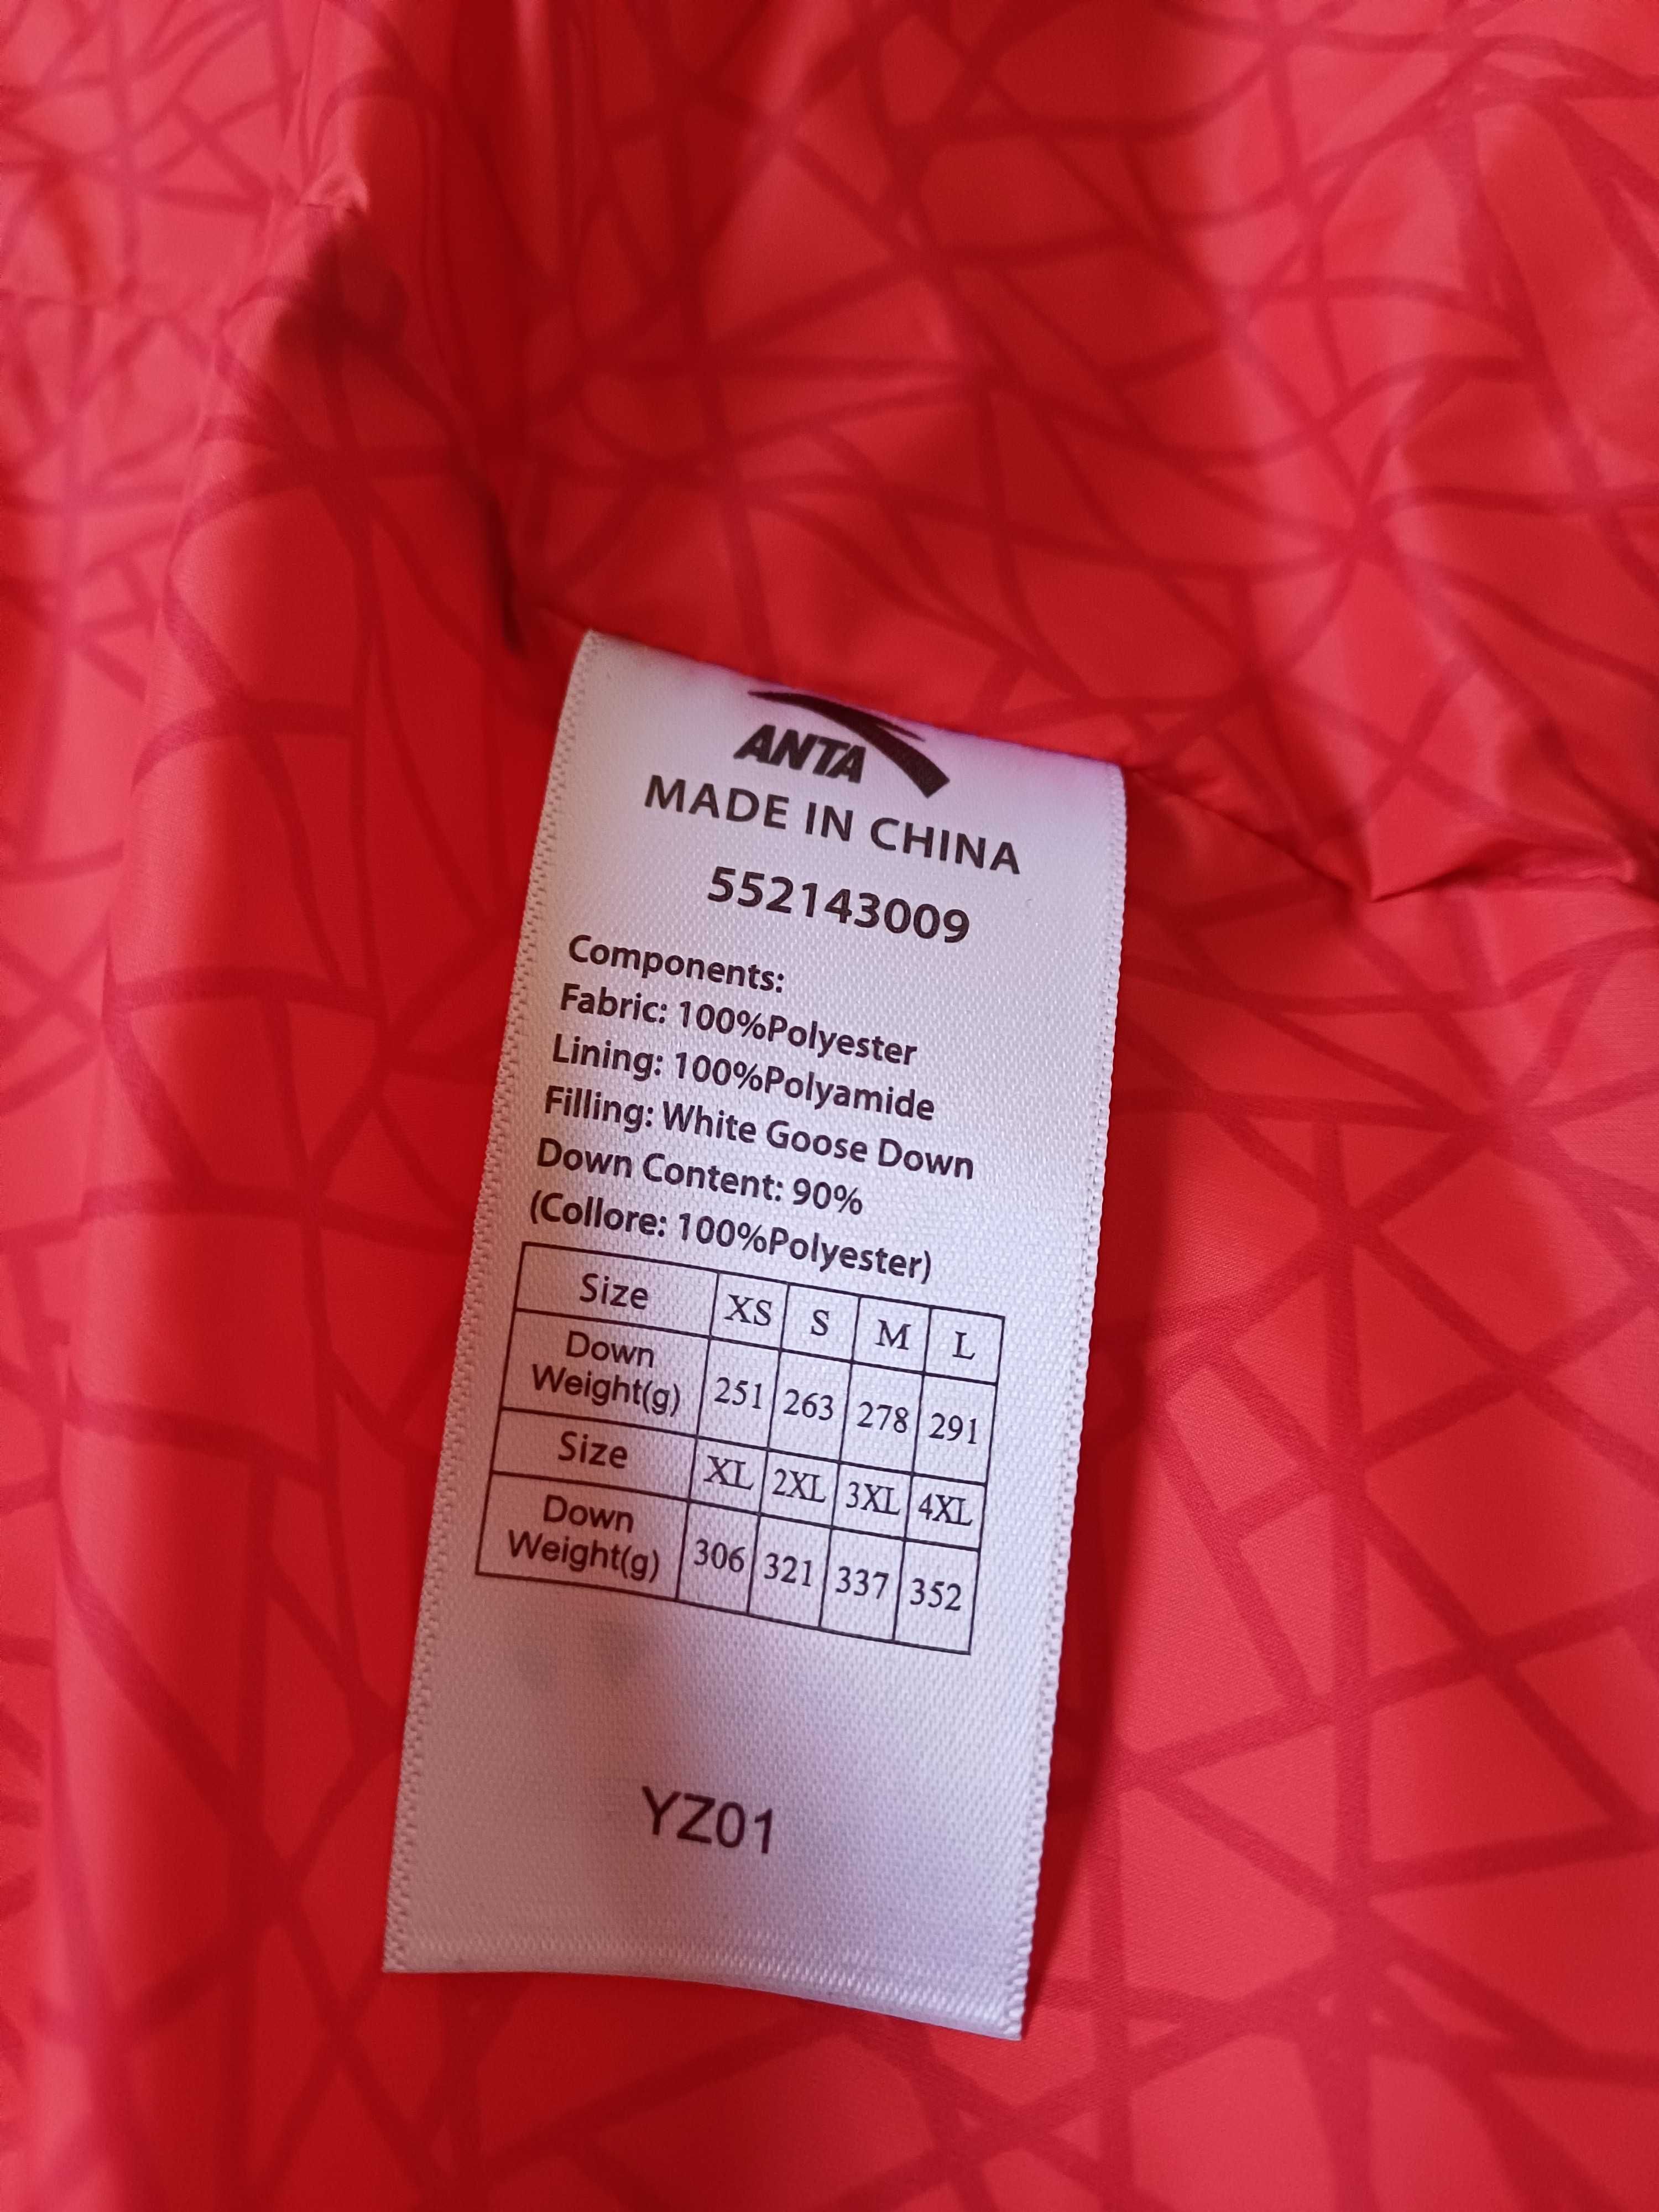 ANTA
MADE IN CHINA
552143009
Components:
Fabric: 100%Polyester
Lining: 100%Polyamide
Filling: White Goose Down
Down Content: 90%
(Collore: 100%Polyester)
Size XS S M L
Down Weight(g) 251 263 278 291
Size XL 2XL 3XL 4XL
Down Weight(g) 306 321 337 352
YZ01